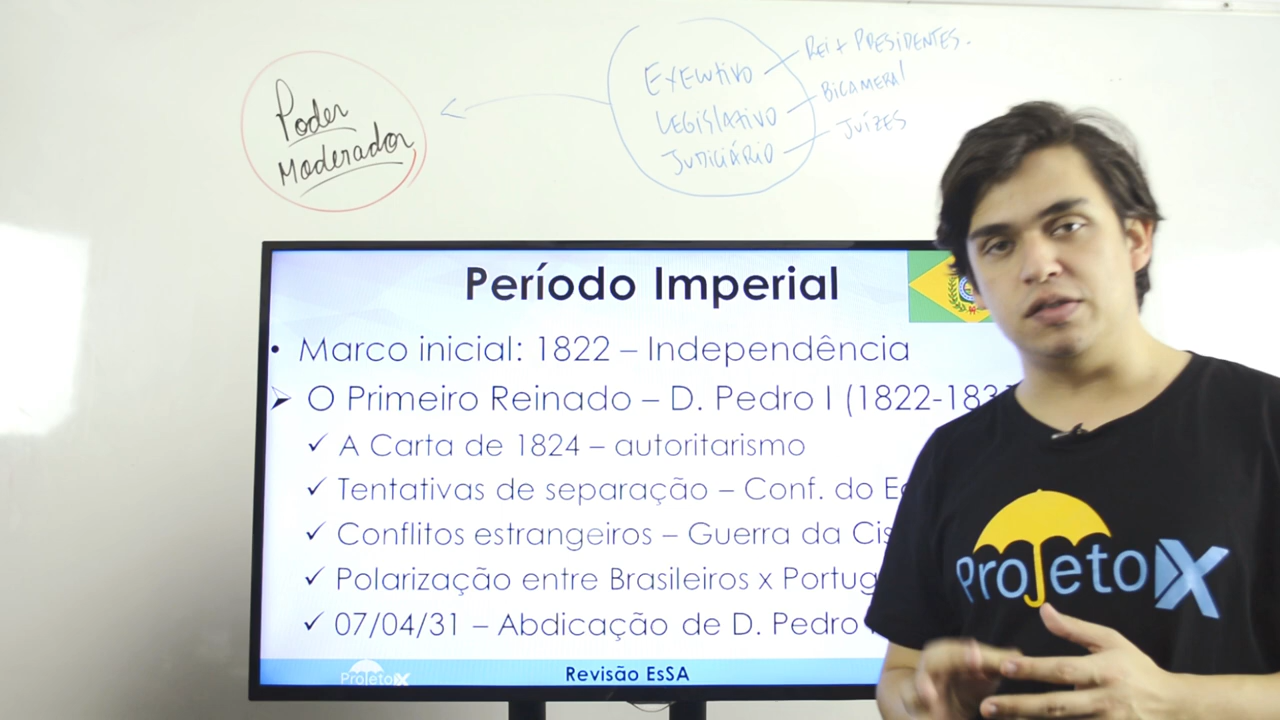 Poder
Moderador
Executivo
Rei + Presidentes.
Legislativo
Bicameral
Judiciário
Juízes
Período Imperial
• Marco inicial: 1822 – Independência
➢ O Primeiro Reinado – D. Pedro I (1822-183
✓ A Carta de 1824 – autoritarismo
✓ Tentativas de separação – Conf. do
✓ Conflitos estrangeiros – Guerra da Cis
✓ Polarização entre Brasileiros x Portug
✓ 07/04/31 – Abdicação de D. Pedro
ProjetoX
Revisão EsSA
ProJetoX